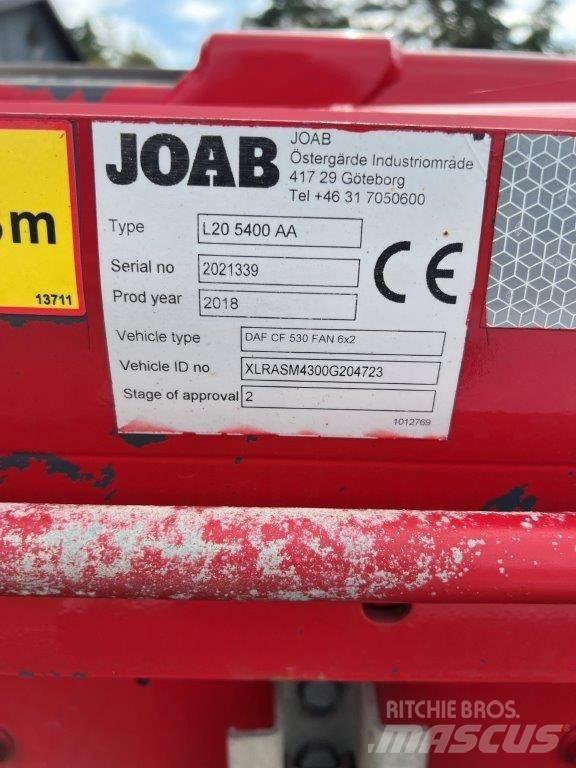 JOAB
JOAB
Östergärde Industriområde
417 29 Göteborg
Tel +46 31 7050600
Type L20 5400 AA
Serial no 2021339
Prod year 2018
CE
Vehicle type DAF CF 530 FAN 6x2
Vehicle ID no XLRASM4300G204723
Stage of approval 2
1012769
m
13711
RITCHIE BROS.
MASCUS